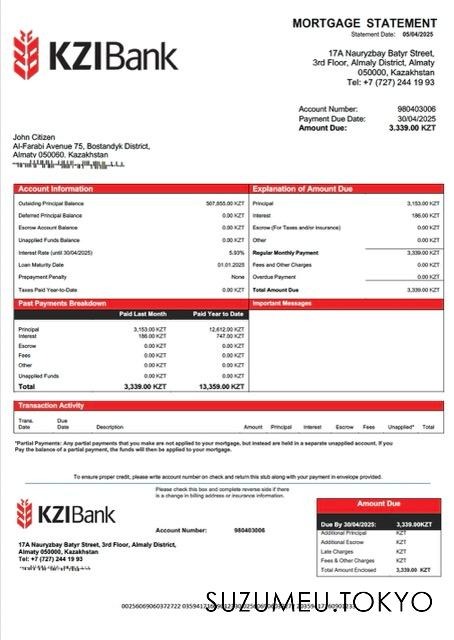 MORTGAGE STATEMENT
Statement Date: 05/04/2025
KZIBank
17A Nauryzbay Batyr Street,
3rd Floor, Almaly District, Almaty
050000, Kazakhstan
Tel: +7 (727) 244 19 93
Account Number: 980403006
Payment Due Date: 30/04/2025
Amount Due: 3,339.00 KZT
John Citizen
Al-Farabi Avenue 75, Bostandyk District,
Almaty 050060, Kazakhstan
Account Information
Outsiding Principal Balance 507,855.00 KZT
Deferred Principal Balance 0.00 KZT
Escrow Account Balance 0.00 KZT
Unapplied Funds Balance 0.00 KZT
Interest Rate (until 30/04/2025) 5.93%
Loan Maturity Date 01.01.2025
Prepayment Penalty None
Taxes Paid Year-to-Date 0.00 KZT
Explanation of Amount Due
Principal 3,153.00 KZT
Interest 186.00 KZT
Escrow (For Taxes and/or Insurance) 0.00 KZT
Other 0.00 KZT
Regular Monthly Payment 3,339.00 KZT
Fees and Other Charges 0.00 KZT
Overdue Payment 0.00 KZT
Total Amount Due 3,339.00 KZT
Past Payments Breakdown
Paid Last Month Paid Year to Date
Principal 3,153.00 KZT 12,612.00 KZT
Interest 186.00 KZT 747.00 KZT
Escrow 0.00 KZT 0.00 KZT
Fees 0.00 KZT 0.00 KZT
Other 0.00 KZT 0.00 KZT
Unapplied Funds 0.00 KZT 0.00 KZT
Total 3,339.00 KZT 13,359.00 KZT
Important Messages
Transaction Activity
Trans. Date Due Date Description Amount Principal Interest Escrow Fees Unapplied* Total
*Partial Payments: Any partial payments that you make are not applied to your mortgage, but instead are held in a separate unapplied account. If you
Pay the balance of a partial payment, the funds will then be applied to your mortgage.
To ensure proper credit, please write account number on check and return this stub along with your payment in envelope provided.
Please check this box and complete reverse side if there
is a change in billing address or insurance information.
KZIBank
Account Number: 980403006
17A Nauryzbay Batyr Street, 3rd Floor, Almaly District,
Almaty 050000, Kazakhstan
Tel: +7 (727) 244 19 93
Amount Due
Due By 30/04/2025: 3,339.00KZT
Additional Principal
Additional Escrow
Late Charges
Fees & Other Charges
Total Amount Enclosed 3,339.00 KZT
SUZUMEU.TOKYO